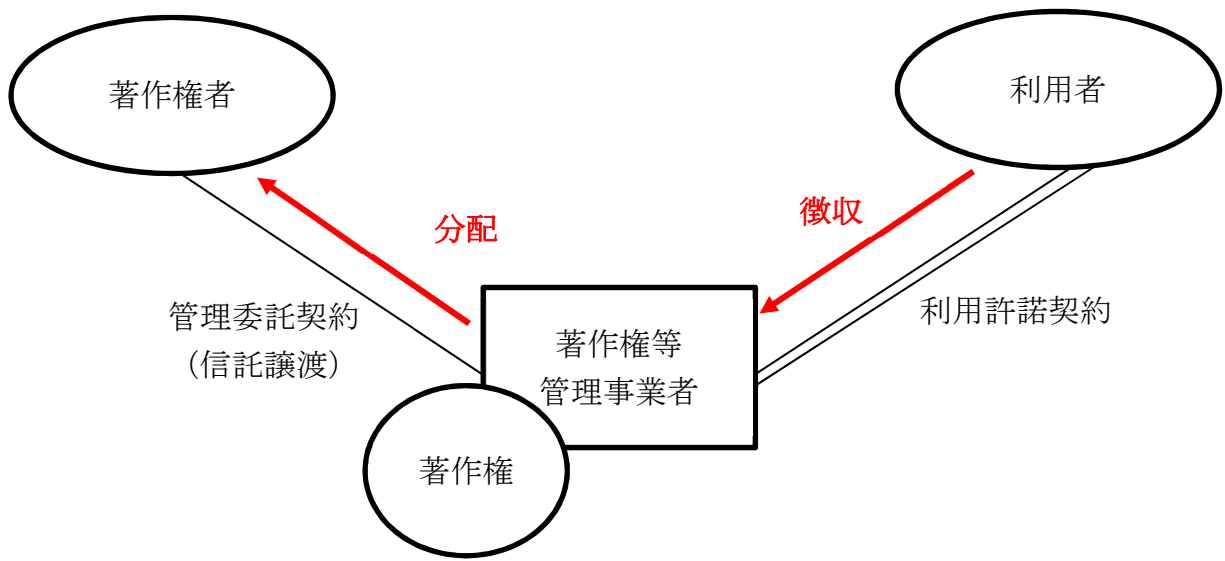 著作権者
利用者
分配
徴収
管理委託契約
（信託譲渡）
利用許諾契約
著作権等
管理事業者
著作権